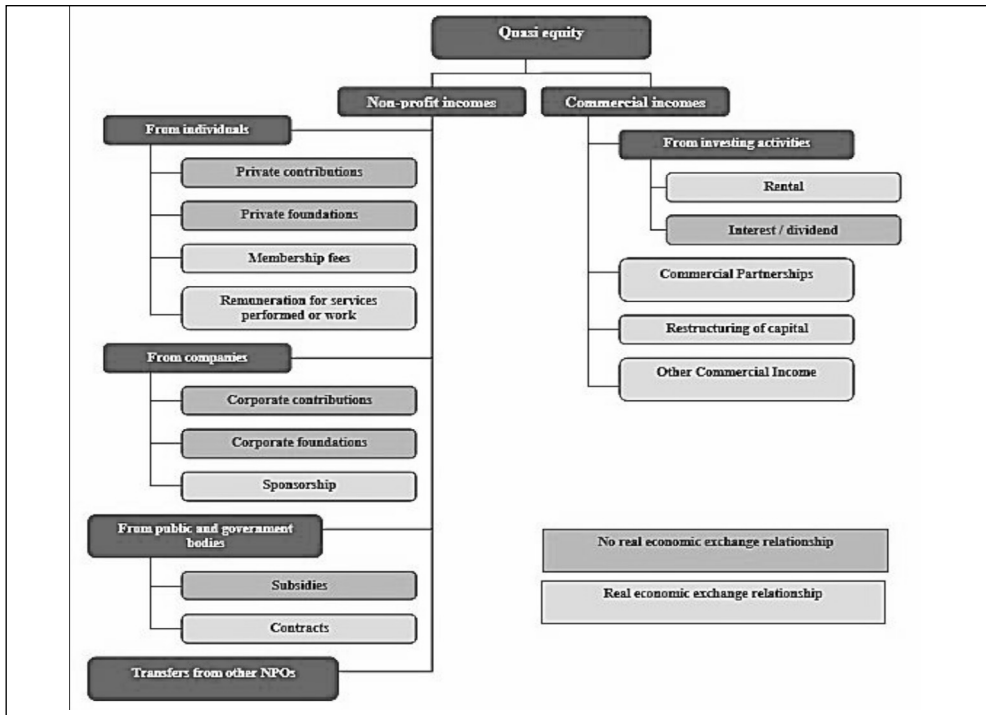 Quasi equity
Non-profit incomes
Commercial incomes
From individuals
Private contributions
Private foundations
Membership fees
Remuneration for services
performed or work
From companies
Corporate contributions
Corporate foundations
Sponsorship
From public and government
bodies
Subsidies
Contracts
Transfers from other NPOs
From investing activities
Rental
Interest / dividend
Commercial Partnerships
Restructuring of capital
Other Commercial Income
No real economic exchange relationship
Real economic exchange relationship